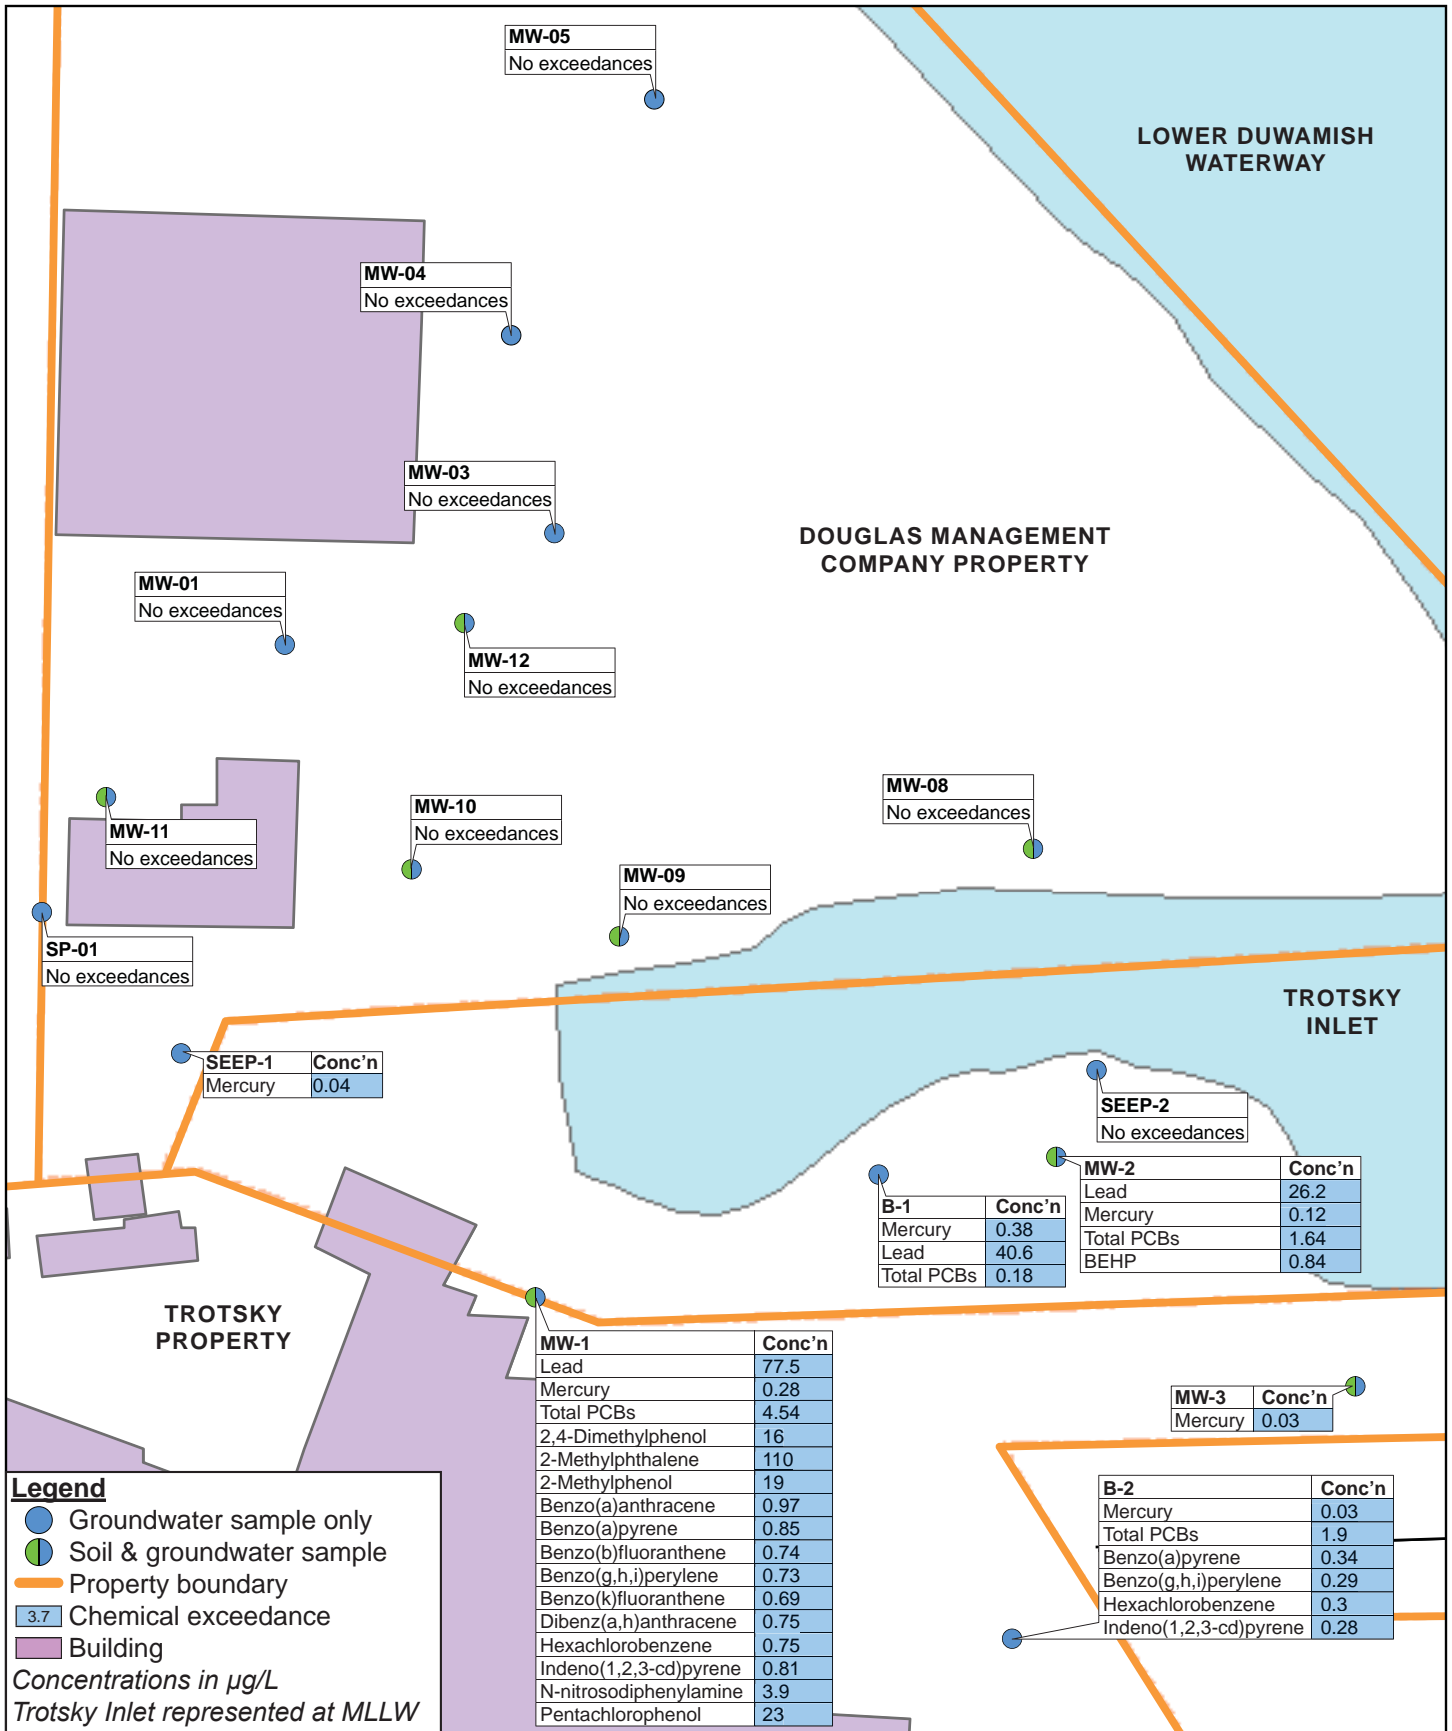 MW-05
No exceedances
LOWER DUWAMISH
WATERWAY
MW-04
No exceedances
MW-03
No exceedances
DOUGLAS MANAGEMENT
COMPANY PROPERTY
MW-01
No exceedances
MW-12
No exceedances
MW-08
No exceedances
MW-10
No exceedances
MW-11
No exceedances
MW-09
No exceedances
SP-01
No exceedances
TROTSKY
INLET
SEEP-1 Conc’n
Mercury 0.04
SEEP-2
No exceedances
MW-2 Conc’n
Lead 26.2
Mercury 0.12
Total PCBs 1.64
BEHP 0.84
B-1 Conc’n
Mercury 0.38
Lead 40.6
Total PCBs 0.18
TROTSKY
PROPERTY
MW-1 Conc’n
Lead 77.5
Mercury 0.28
Total PCBs 4.54
2,4-Dimethylphenol 16
2-Methylphthalene 110
2-Methylphenol 19
Benzo(a)anthracene 0.97
Benzo(a)pyrene 0.85
Benzo(b)fluoranthene 0.74
Benzo(g,h,i)perylene 0.73
Benzo(k)fluoranthene 0.69
Dibenz(a,h)anthracene 0.75
Hexachlorobenzene 0.75
Indeno(1,2,3-cd)pyrene 0.81
N-nitrosodiphenylamine 3.9
Pentachlorophenol 23
MW-3 Conc’n
Mercury 0.03
B-2 Conc’n
Mercury 0.03
Total PCBs 1.9
Benzo(a)pyrene 0.34
Benzo(g,h,i)perylene 0.29
Hexachlorobenzene 0.3
Indeno(1,2,3-cd)pyrene 0.28
Legend
Groundwater sample only
Soil & groundwater sample
Property boundary
3.7 Chemical exceedance
Building
Concentrations in µg/L
Trotsky Inlet represented at MLLW